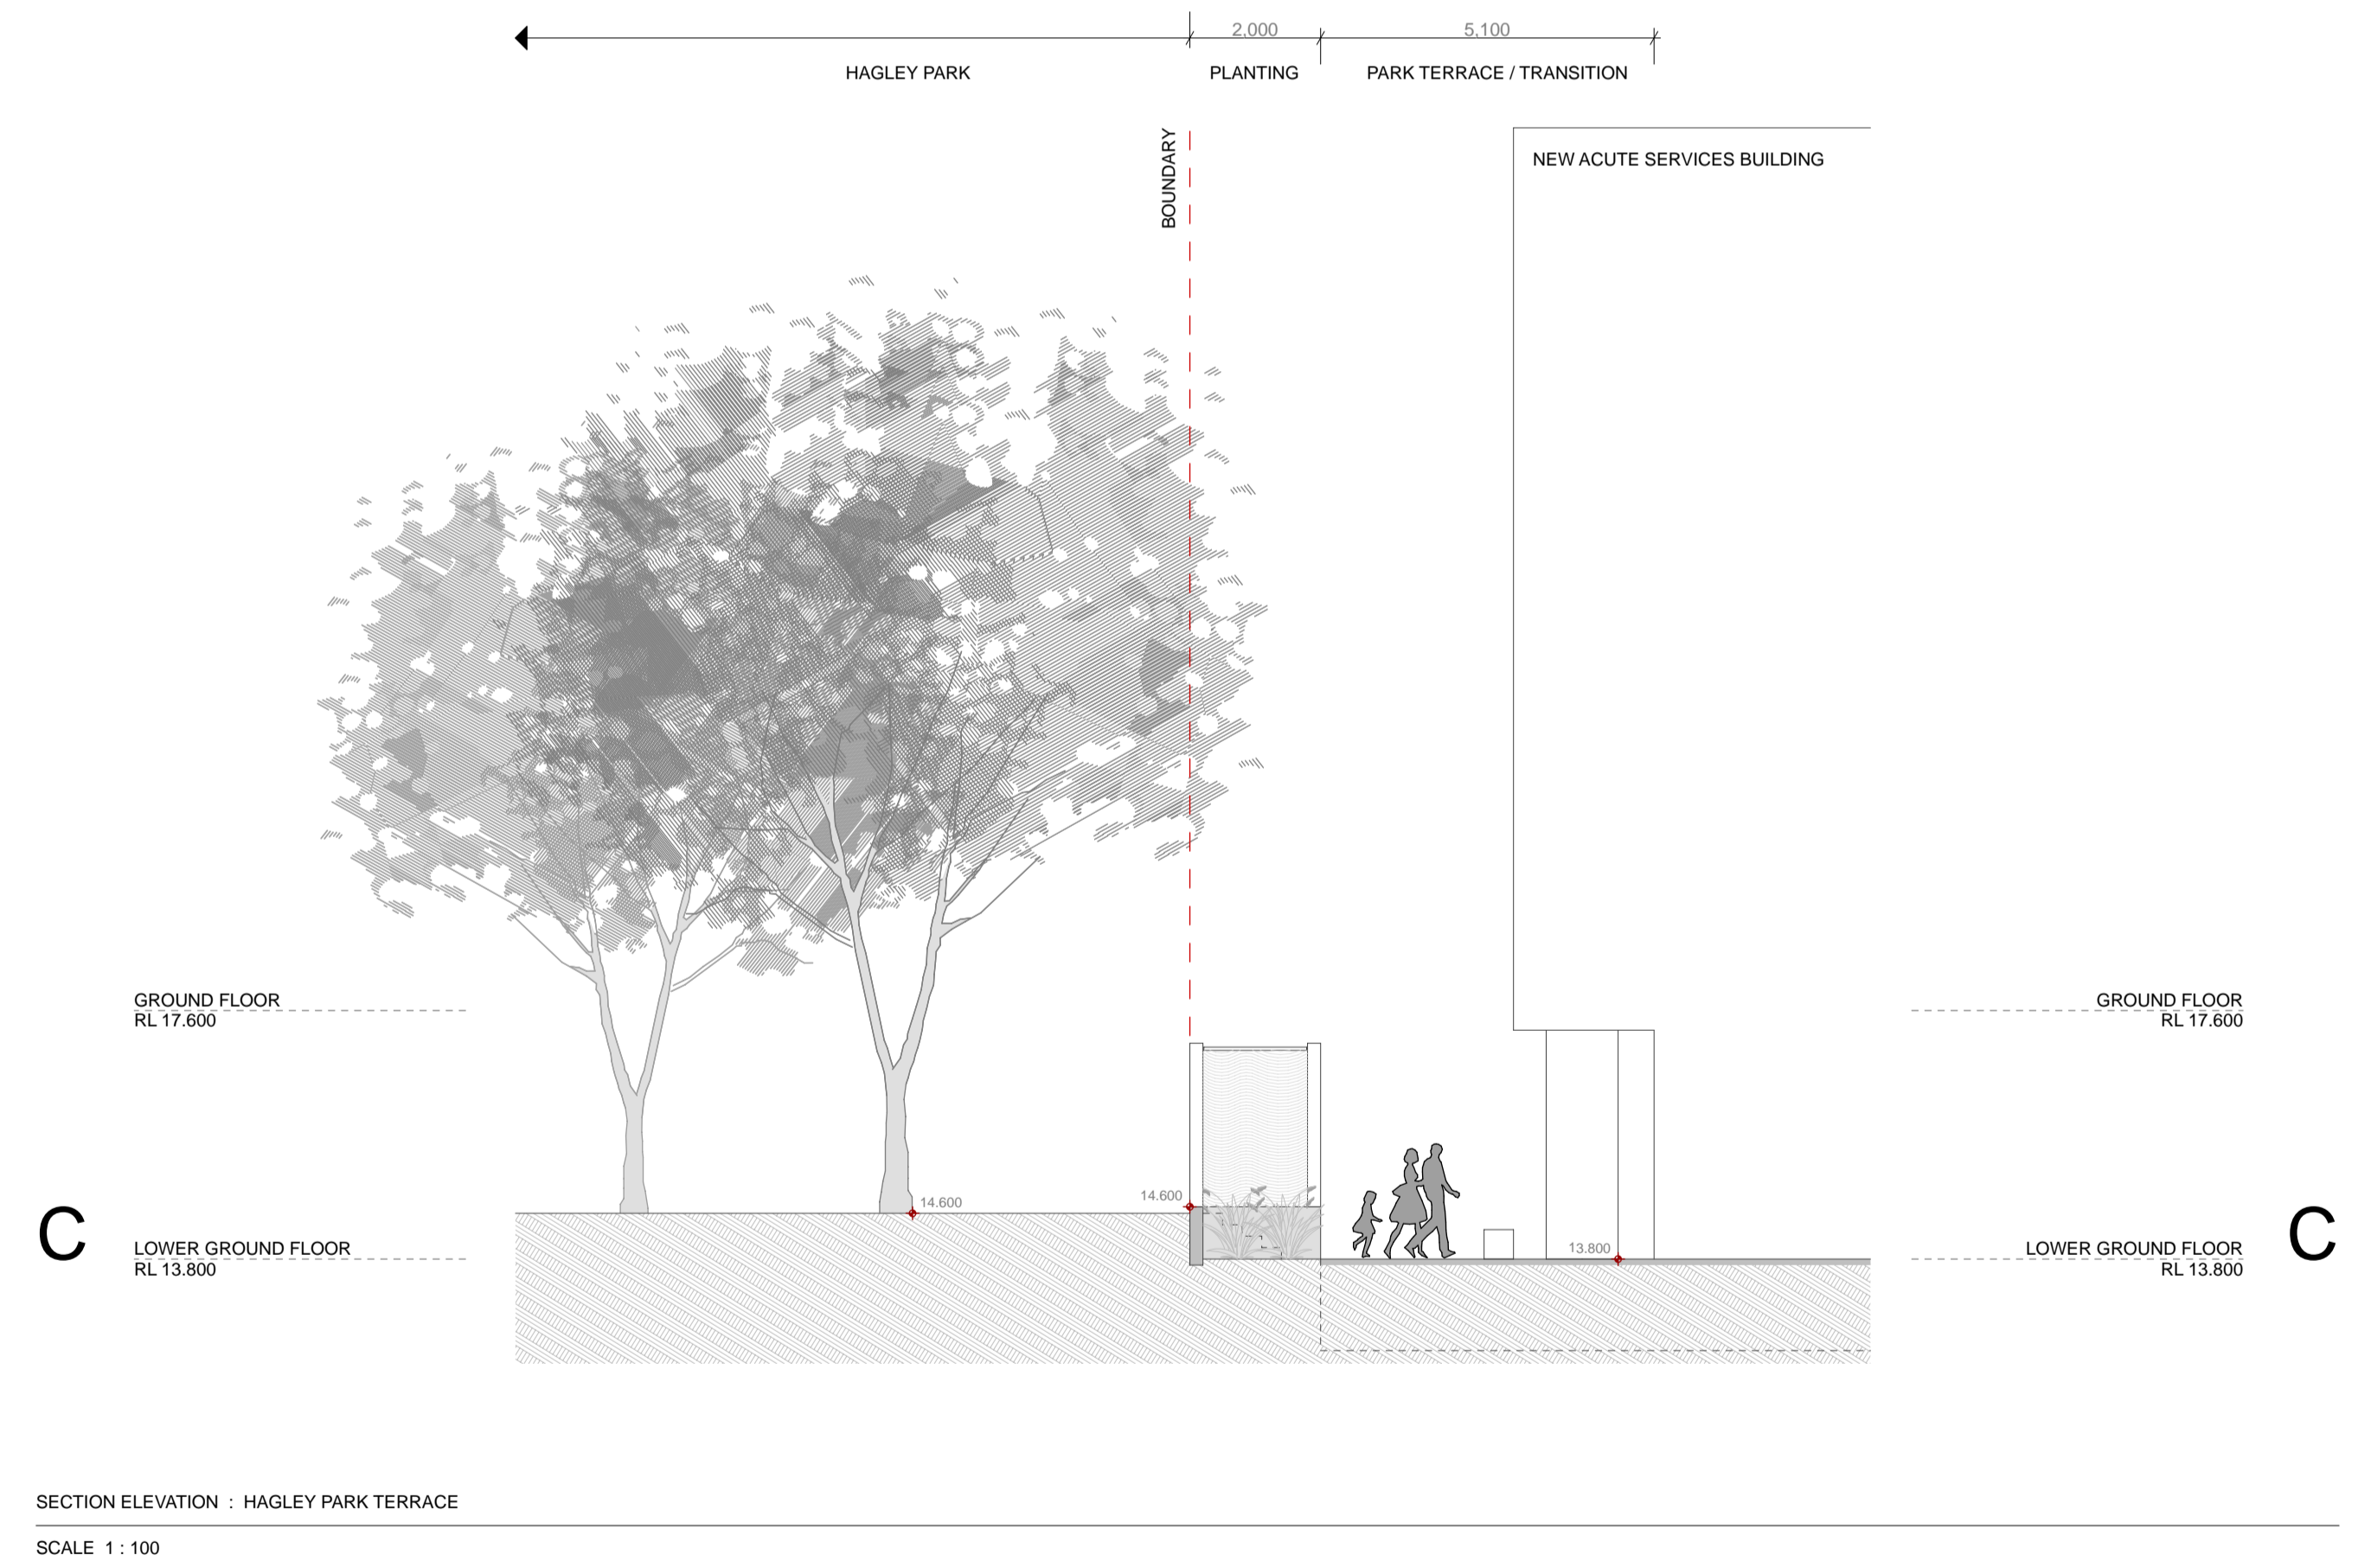 2,000
5,100
HAGLEY PARK
PLANTING
PARK TERRACE / TRANSITION
BOUNDARY
NEW ACUTE SERVICES BUILDING
GROUND FLOOR
RL 17.600
GROUND FLOOR
RL 17.600
14.600
14.600
C
LOWER GROUND FLOOR
RL 13.800
13.800
LOWER GROUND FLOOR
RL 13.800
C
SECTION ELEVATION : HAGLEY PARK TERRACE
SCALE 1 : 100